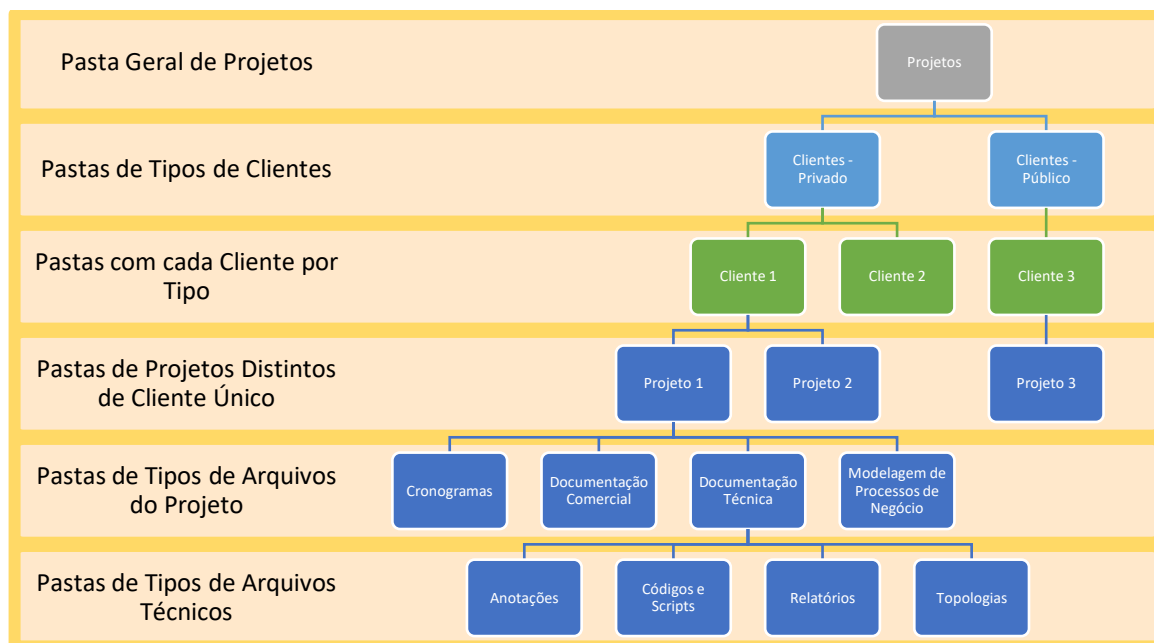 Pasta Geral de Projetos
Projetos
Pastas de Tipos de Clientes
Clientes -
Privado
Clientes -
Público
Pastas com cada Cliente por
Tipo
Cliente 1
Cliente 2
Cliente 3
Pastas de Projetos Distintos
de Cliente Único
Projeto 1
Projeto 2
Projeto 3
Pastas de Tipos de Arquivos
do Projeto
Cronogramas
Documentação
Comercial
Documentação
Técnica
Modelagem de
Processos de
Negócio
Pastas de Tipos de Arquivos
Técnicos
Anotações
Códigos e
Scripts
Relatórios
Topologias